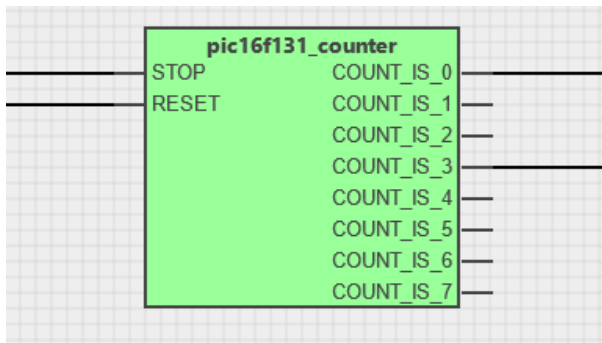 pic16f131_counter
STOP COUNT_IS_0
RESET COUNT_IS_1
COUNT_IS_2
COUNT_IS_3
COUNT_IS_4
COUNT_IS_5
COUNT_IS_6
COUNT_IS_7